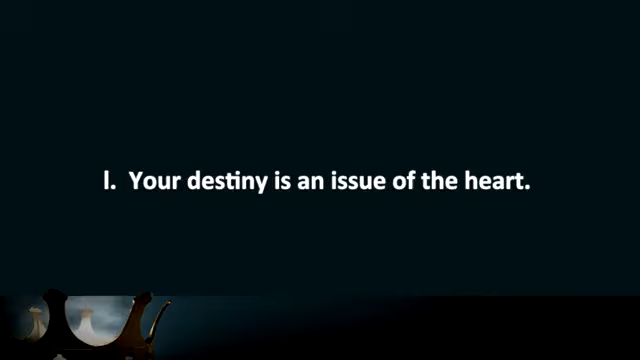 I. Your destiny is an issue of the heart.